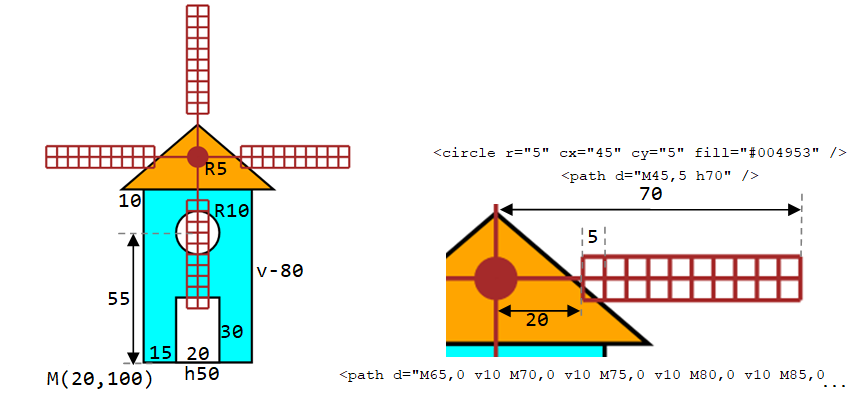 R5
10
R10
v-80
55
30
15
20
h50
M(20,100)
<circle r="5" cx="45" cy="5" fill="#004953" />
<path d="M45,5 h70" />
70
5
20
<path d="M65,0 v10 M70,0 v10 M75,0 v10 M80,0 v10 M85,0 ...